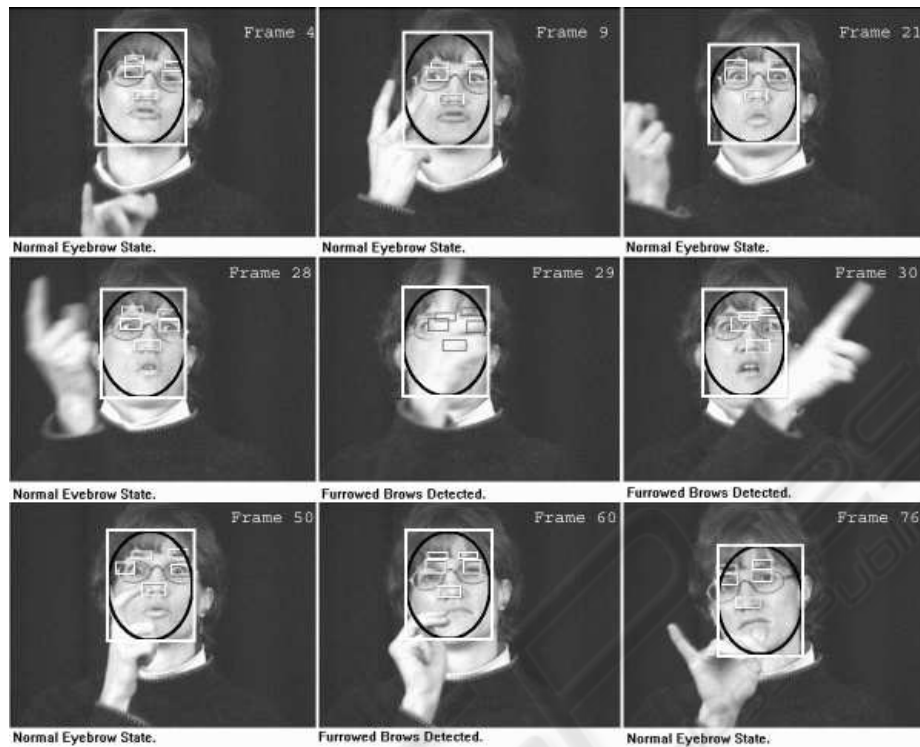 Frame 4
Frame 9
Frame 21
Normal Eyebrow State.
Normal Eyebrow State.
Normal Eyebrow State.
Frame 28
Frame 29
Frame 30
Normal Eyebrow State.
Furrowed Brows Detected.
Furrowed Brows Detected.
Frame 50
Frame 60
Frame 76
Normal Eyebrow State.
Furrowed Brows Detected.
Normal Eyebrow State.